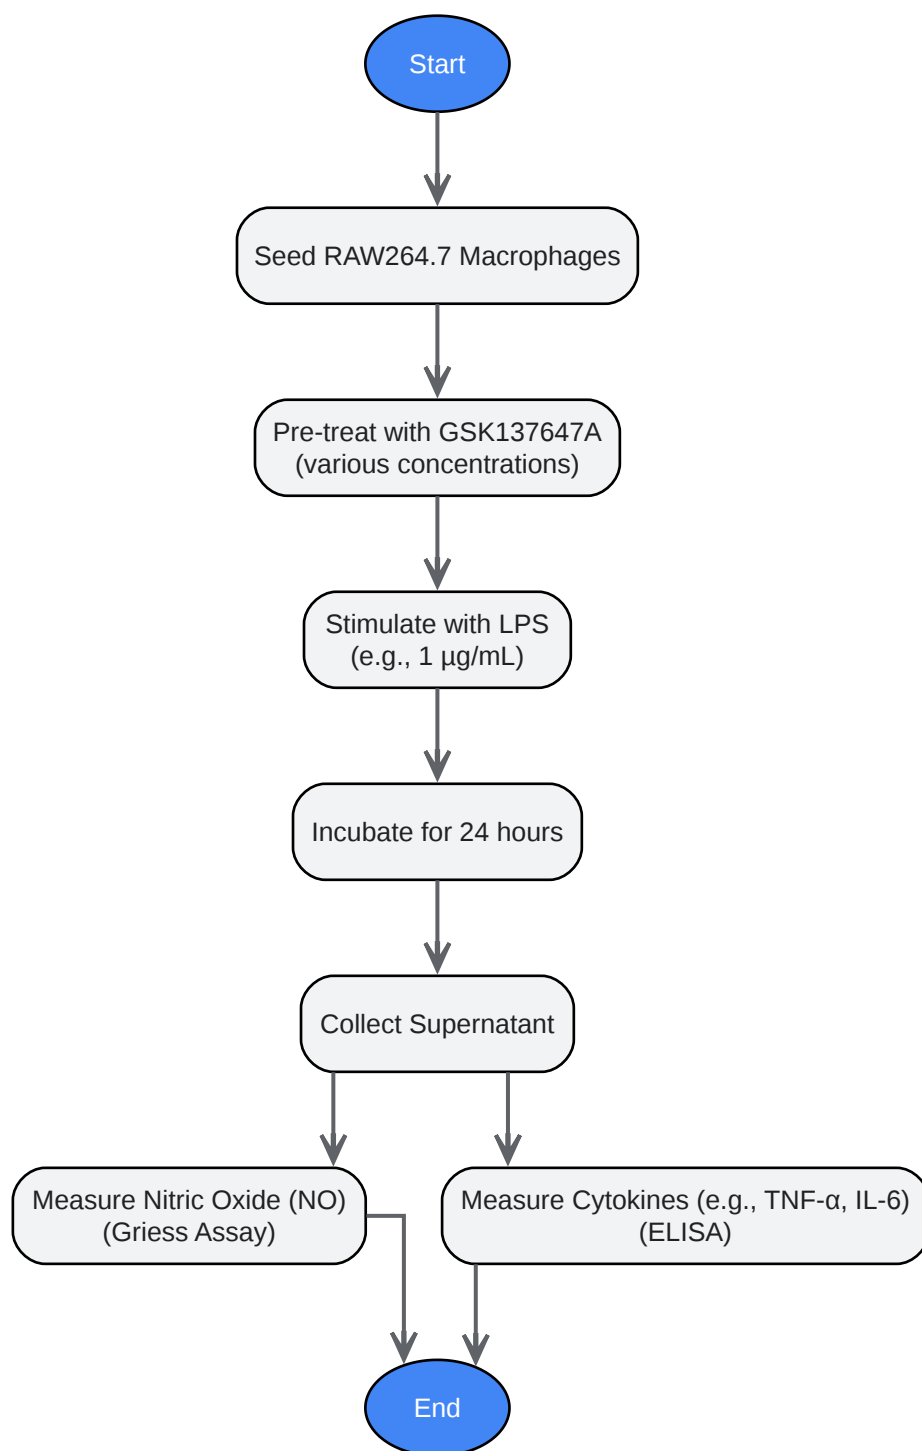 Start
Seed RAW264.7 Macrophages
Pre-treat with GSK137647A
(various concentrations)
Stimulate with LPS
(e.g., 1 µg/mL)
Incubate for 24 hours
Collect Supernatant
Measure Nitric Oxide (NO)
(Griess Assay)
Measure Cytokines (e.g., TNF-α, IL-6)
(ELISA)
End